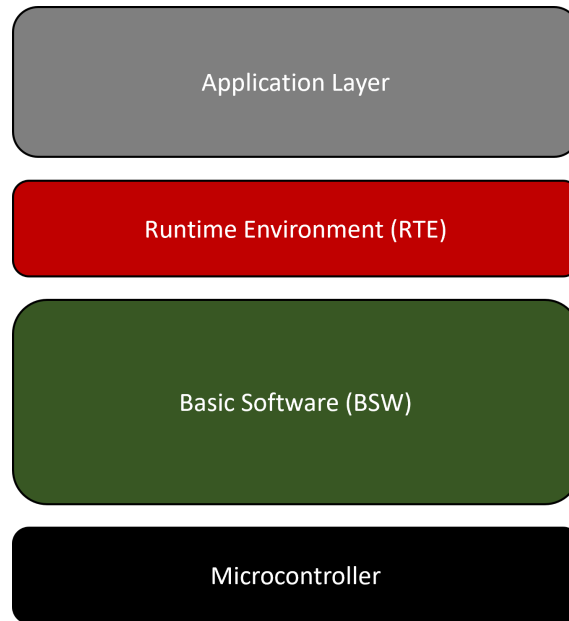 Application Layer
Runtime Environment (RTE)
Basic Software (BSW)
Microcontroller